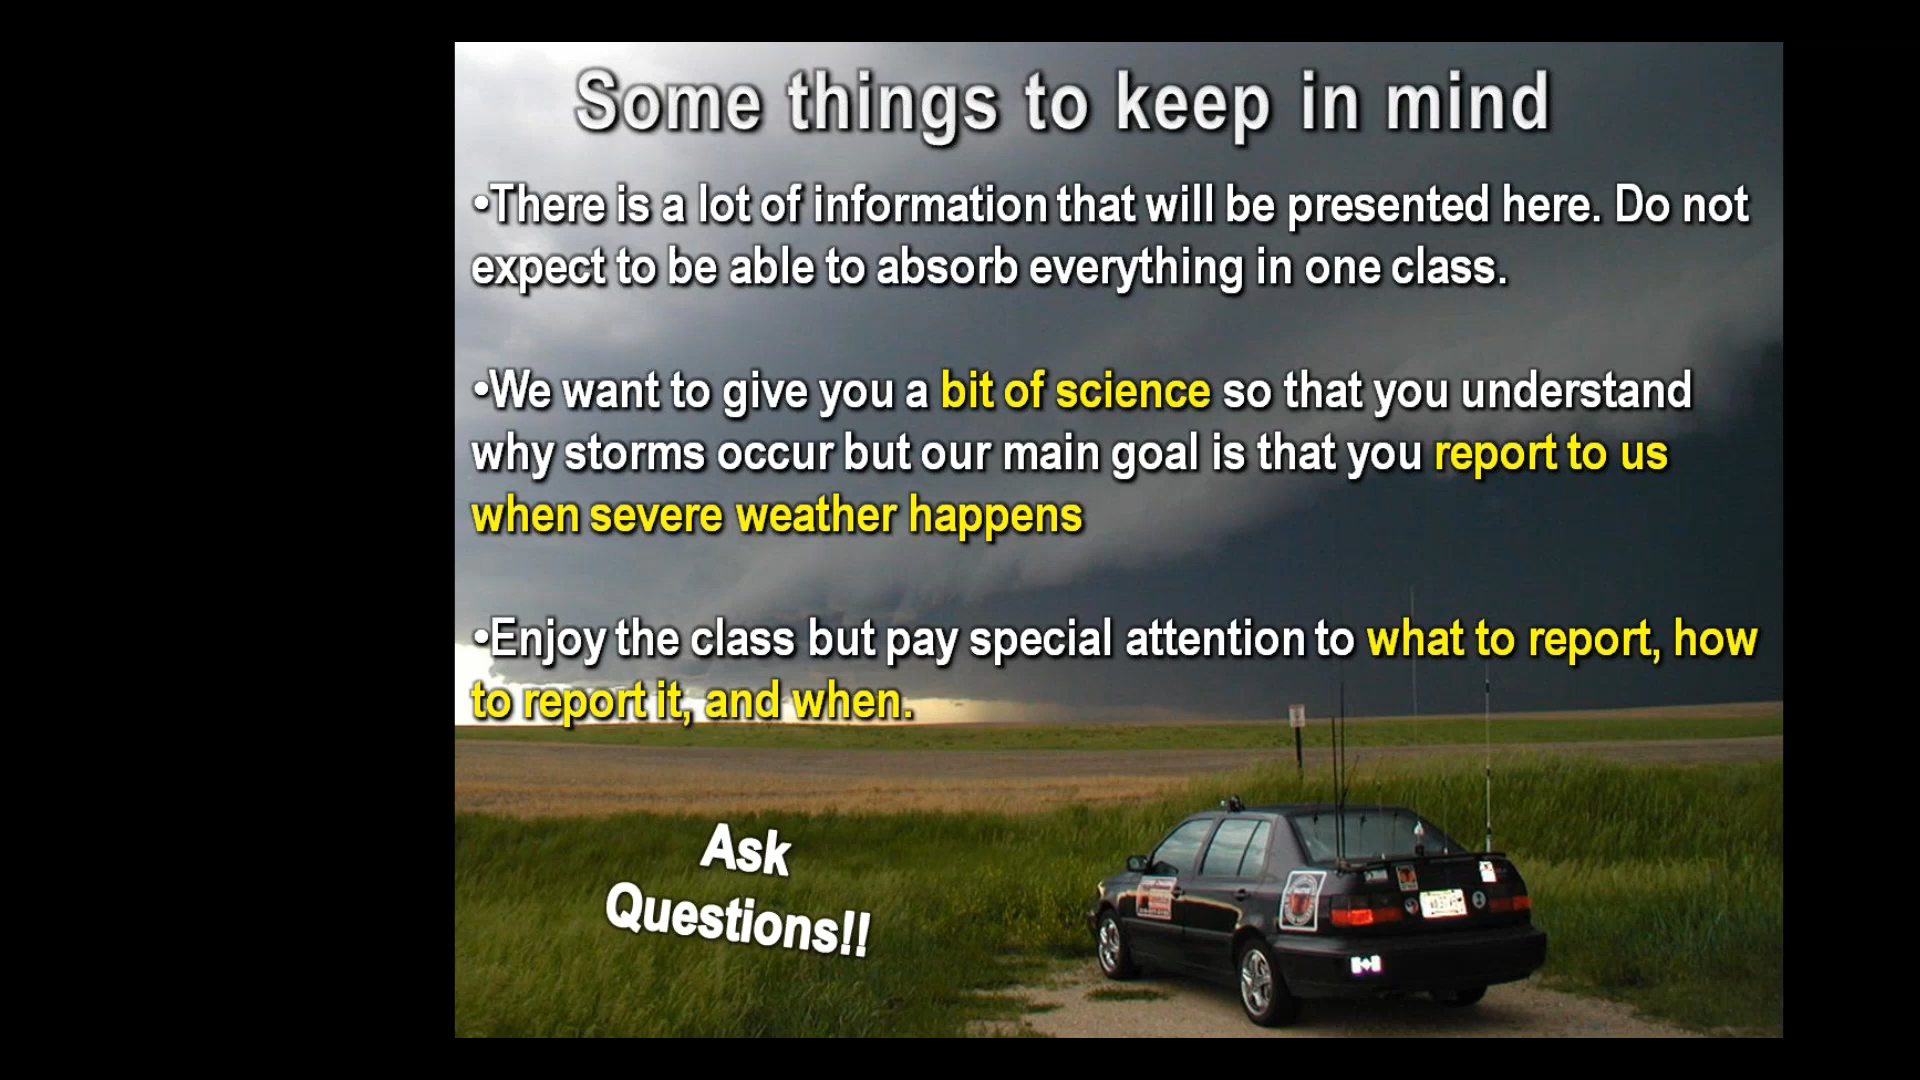 Some things to keep in mind
•There is a lot of information that will be presented here. Do not
expect to be able to absorb everything in one class.
•We want to give you a bit of science so that you understand
why storms occur but our main goal is that you report to us
when severe weather happens
•Enjoy the class but pay special attention to what to report, how
to report it, and when.
Ask
Questions!!